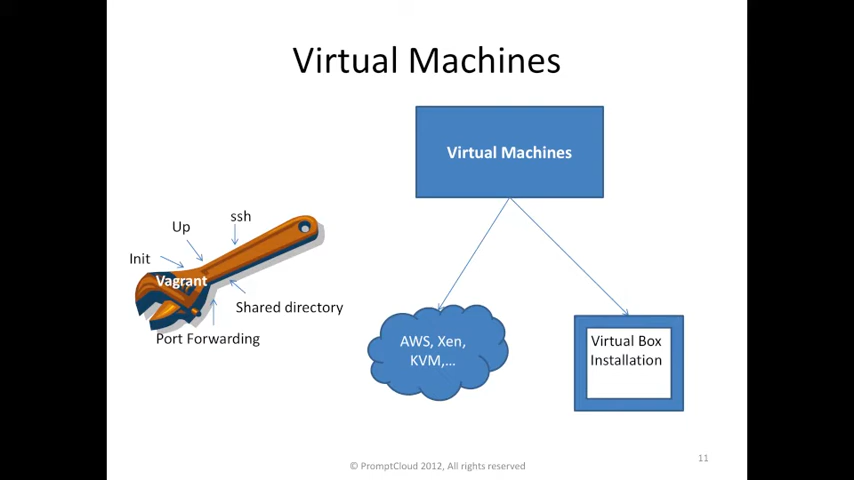 Virtual Machines
Virtual Machines
ssh
Up
Init
Vagrant
Shared directory
Port Forwarding
AWS, Xen,
KVM,...
Virtual Box
Installation
© PromptCloud 2012, All rights reserved
11